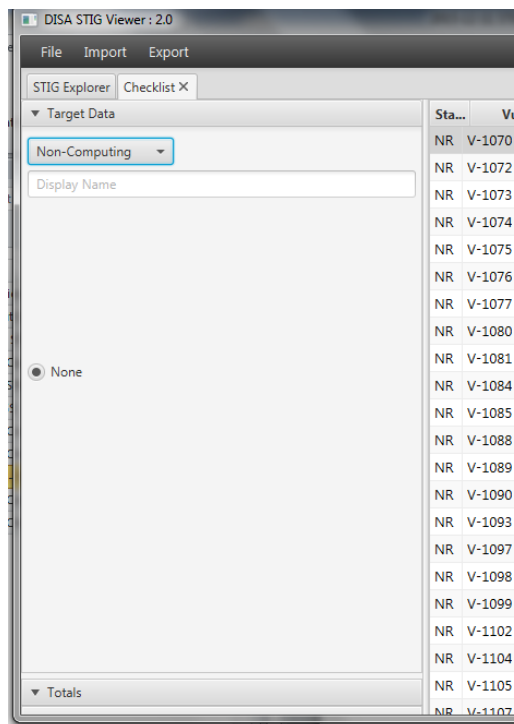 DISA STIG Viewer : 2.0
File Import Export
STIG Explorer Checklist ✕
Target Data
Sta... Vu
Non-Computing
Display Name
NR V-1070
NR V-1072
NR V-1073
NR V-1074
NR V-1075
NR V-1076
NR V-1077
NR V-1080
None
NR V-1081
NR V-1084
NR V-1085
NR V-1088
NR V-1089
NR V-1090
NR V-1093
NR V-1097
NR V-1098
NR V-1099
NR V-1102
NR V-1104
Totals
NR V-1105
NR V-1107